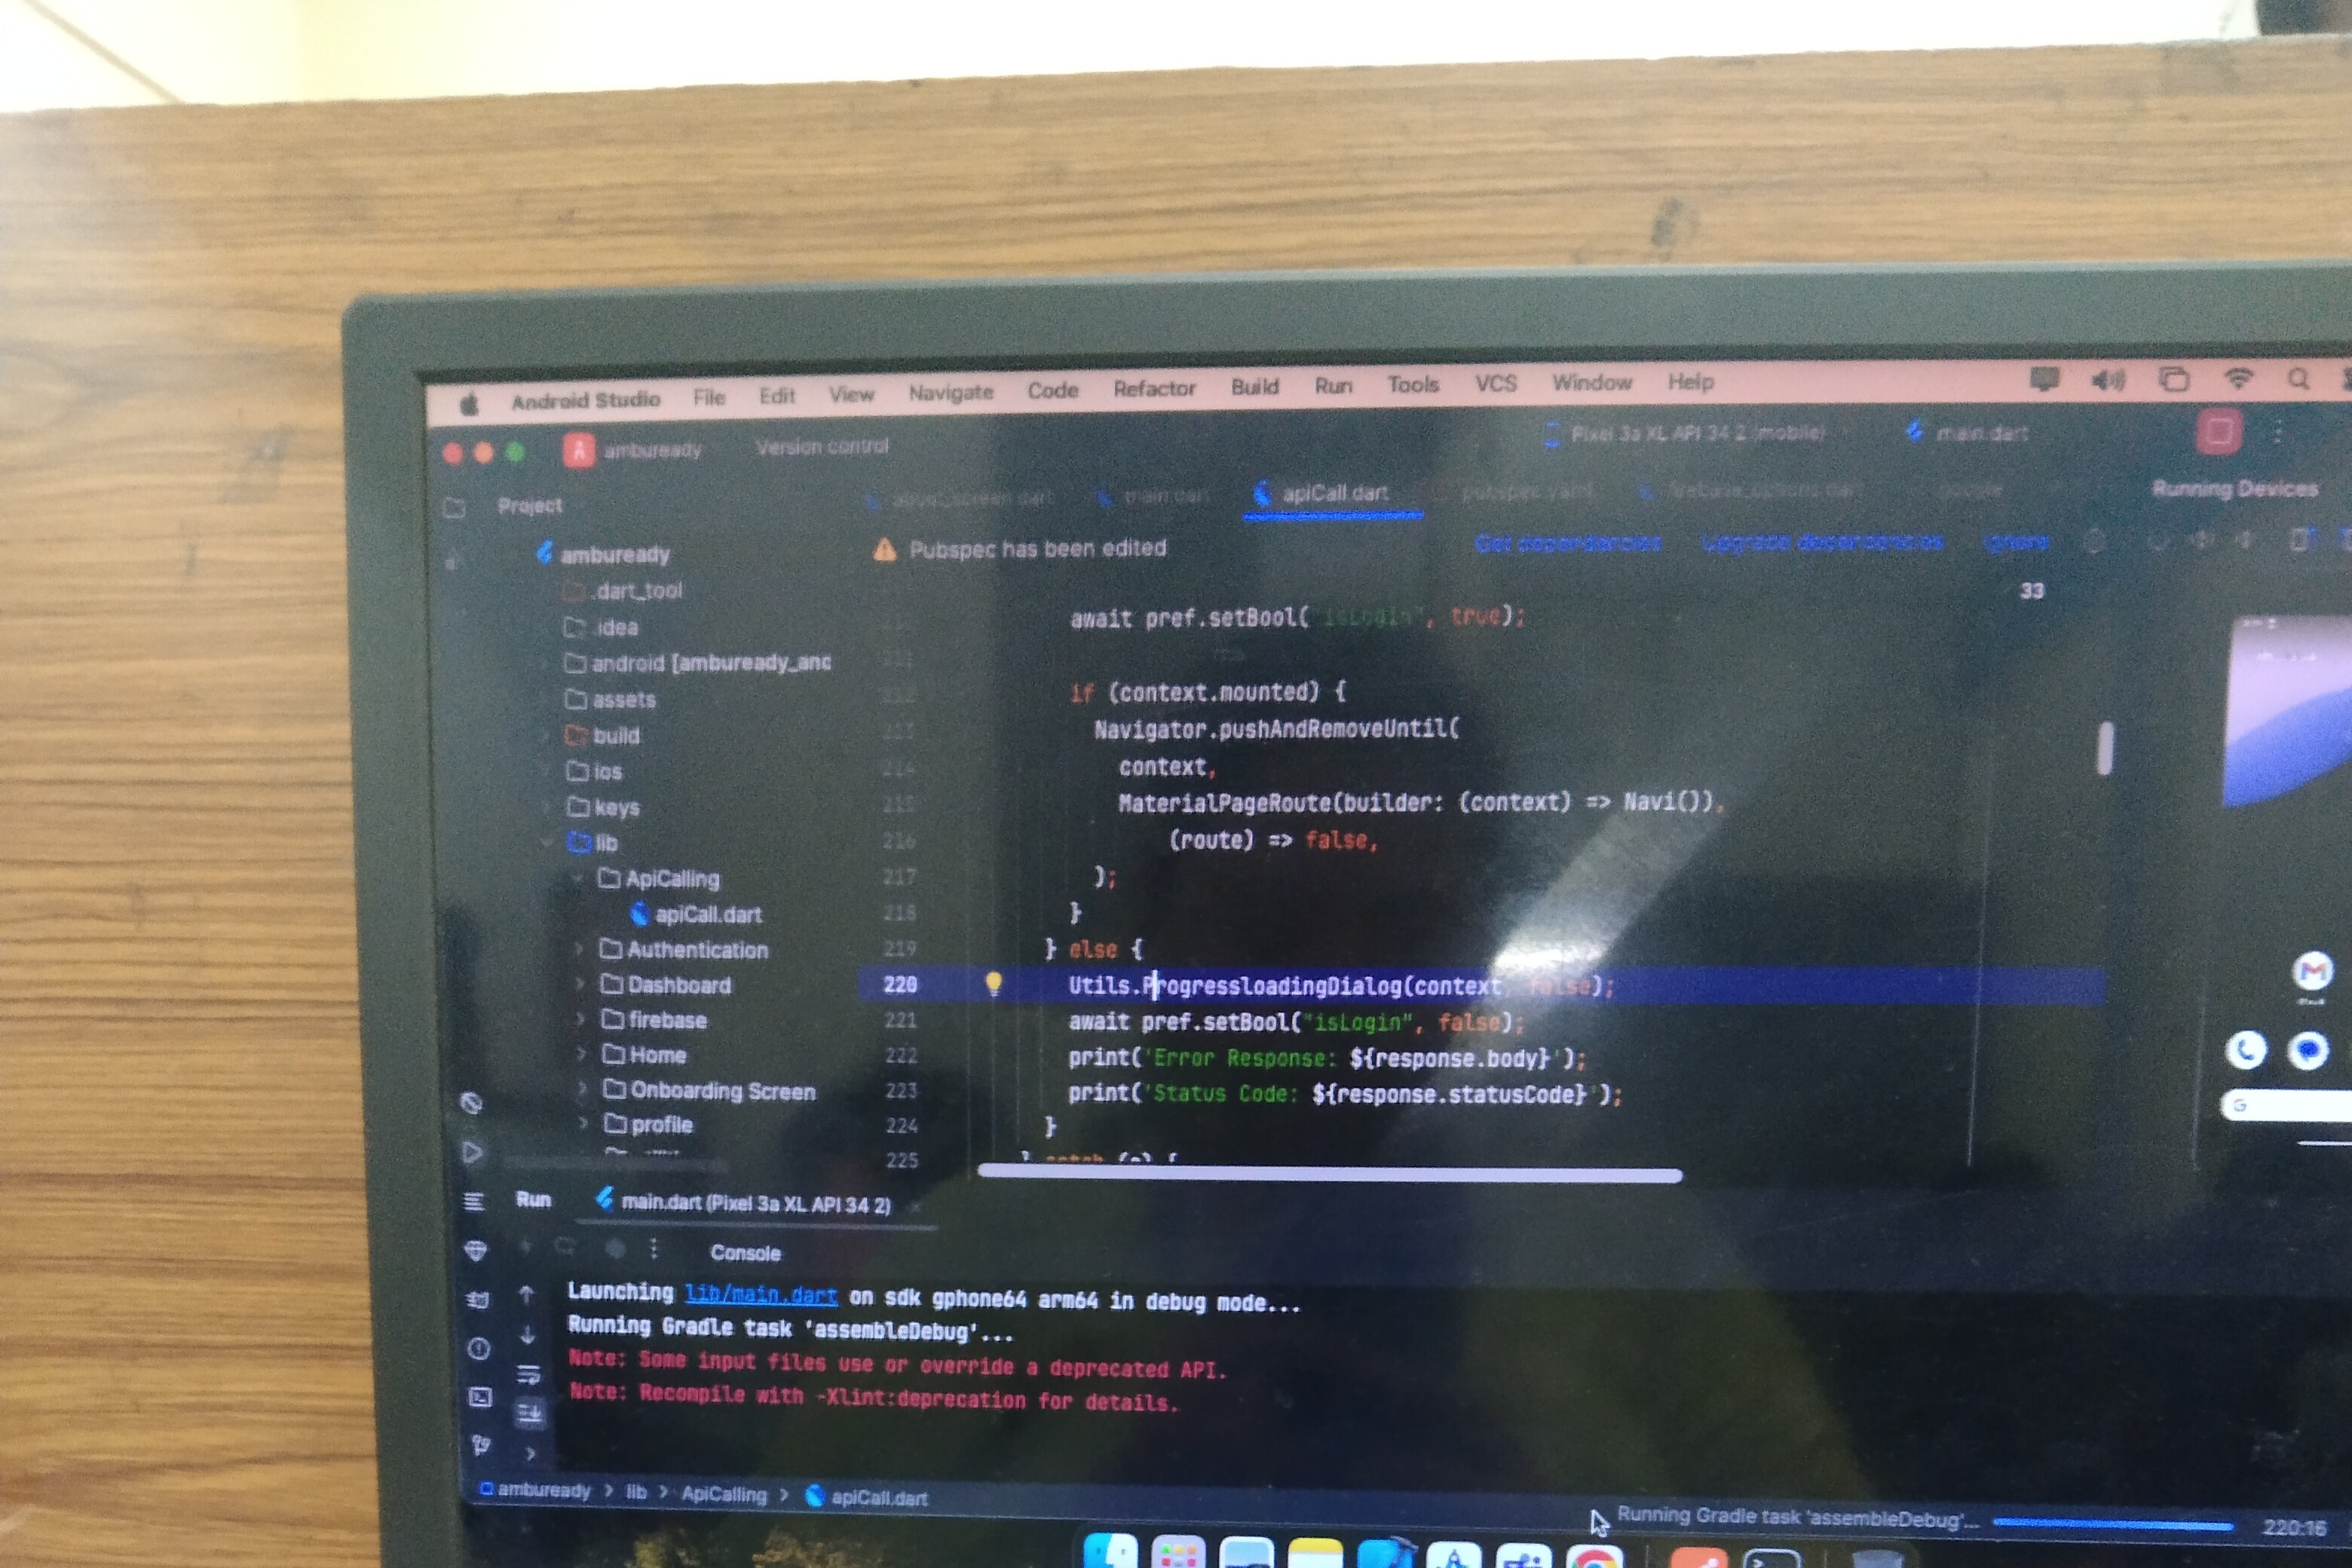 Android Studio File Edit View Navigate Code Refactor Build Run Tools VCS Window Help
A ambuready Version control Pixel 3a XL API 34 2 (mobile) main.dart
Project main.dart apiCall.dart pubspec.yaml Running Devices
ambuready
Pubspec has been edited Get dependencies Upgrade dependencies Ignore
.dart_tool
33
.idea
await pref.setBool("isLogin", true);
android [ambuready_anc
assets
if (context.mounted) {
build 213
Navigator.pushAndRemoveUntil(
ios 214
context,
keys 215
MaterialPageRoute(builder: (context) => Navi()),
lib 216
(route) => false,
ApiCalling 217
);
apiCall.dart 218
}
Authentication 219
} else {
Dashboard 220
Utils.ProgressloadingDialog(context, false);
firebase 221
await pref.setBool("isLogin", false);
Home 222
print('Error Response: ${response.body}');
Onboarding Screen 223
print('Status Code: ${response.statusCode}');
profile 224
}
225
} catch (e) {
G
Run main.dart (Pixel 3a XL API 34 2)
Console
Launching lib/main.dart on sdk gphone64 arm64 in debug mode...
Running Gradle task 'assembleDebug'...
Note: Some input files use or override a deprecated API.
Note: Recompile with -Xlint:deprecation for details.
ambuready > lib > ApiCalling > apiCall.dart
Running Gradle task 'assembleDebug'... 220:16